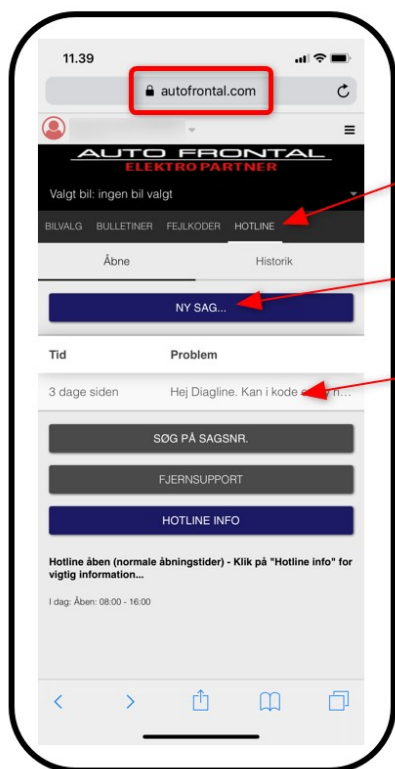 11.39
autofrontal.com
AUTO FRONTAL
ELEKTROPARTNER
Valgt bil: ingen bil valgt
BILVALG BULLETINER FEJLKODER HOTLINE
Åbne Historik
NY SAG...
Tid Problem
3 dage siden Hej Diagline. Kan i kode
SØG PÅ SAGSNR.
FJERNSUPPORT
HOTLINE INFO
Hotline åben (normale åbningstider) - Klik på "Hotline info" for
vigtig information...
I dag: Åben: 08:00 - 16:00